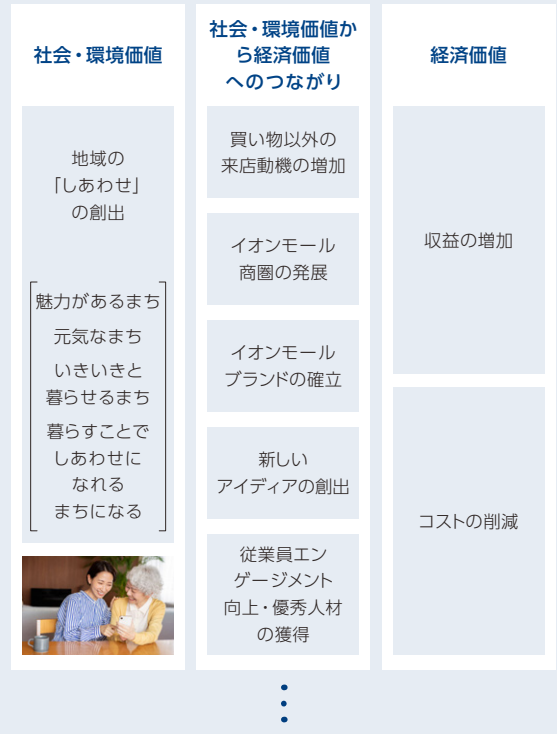 社会・環境価値
地域の
「しあわせ」
の創出
魅力があるまち
元気なまち
いきいきと
暮らせるまち
暮らすことで
しあわせに
なれる
まちになる
社会・環境価値か
ら経済価値
へのつながり
買い物以外の
来店動機の増加
イオンモール
商圏の発展
イオンモール
ブランドの確立
新しい
アイディアの創出
従業員エン
ゲージメント
向上・優秀人材
の獲得
経済価値
収益の増加
コストの削減